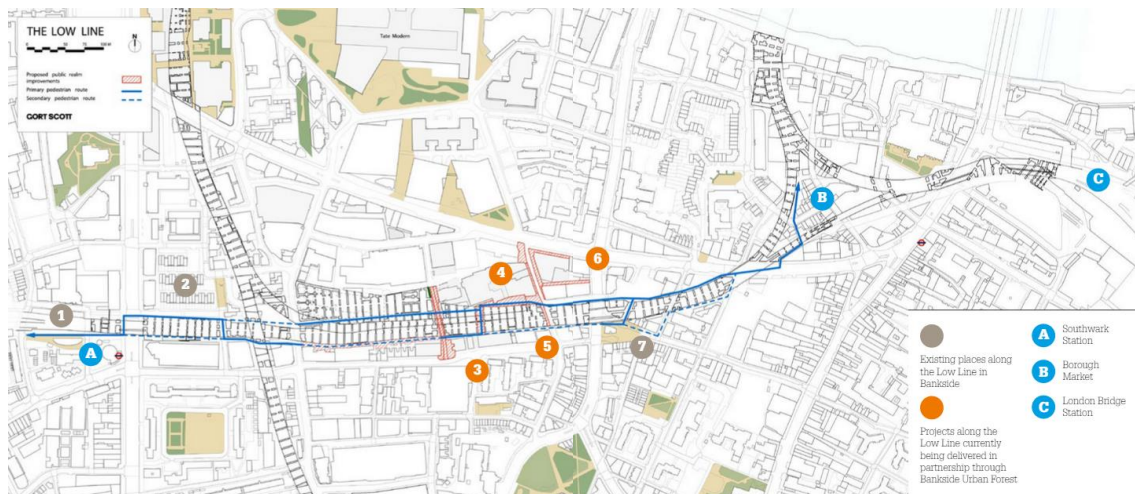 THE LOW LINE
N
Proposed public realm
improvements
Primary pedestrian route
Secondary pedestrian route
GORT SCOTT
Tate Modern
1
2
3
4
5
6
7
A
B
C
Existing places along
the Low Line in
Bankside
Projects along the
Low Line currently
being delivered in
partnership through
Bankside Urban Forest
A
Southwark
Station
B
Borough
Market
C
London Bridge
Station